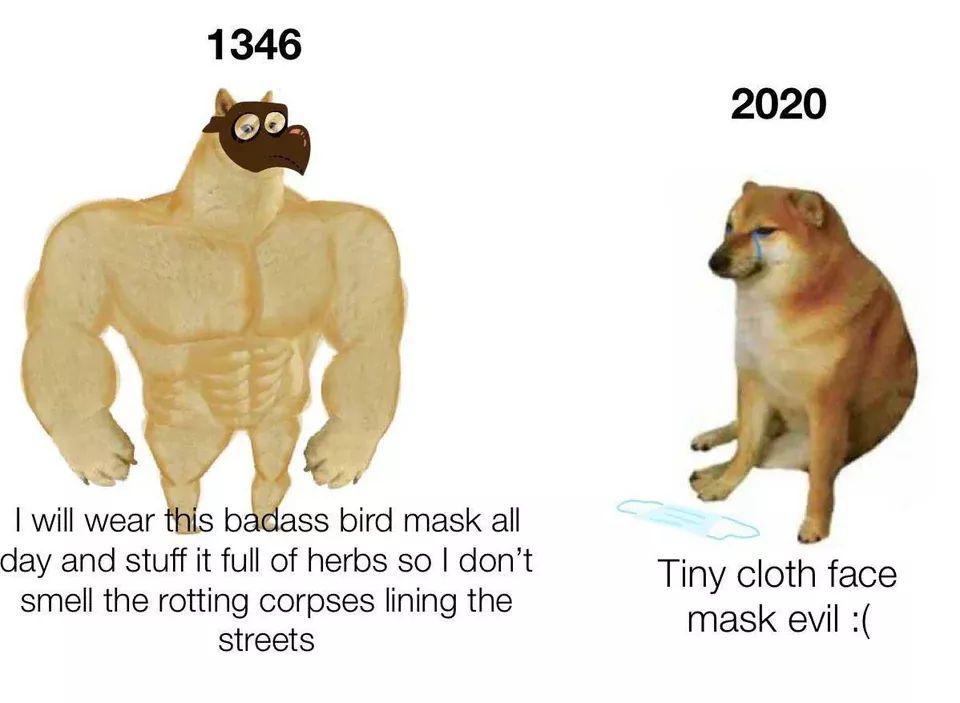 1346
I will wear this badass bird mask all
day and stuff it full of herbs so I don't
smell the rotting corpses lining the
streets
2020
Tiny cloth face
mask evil :(